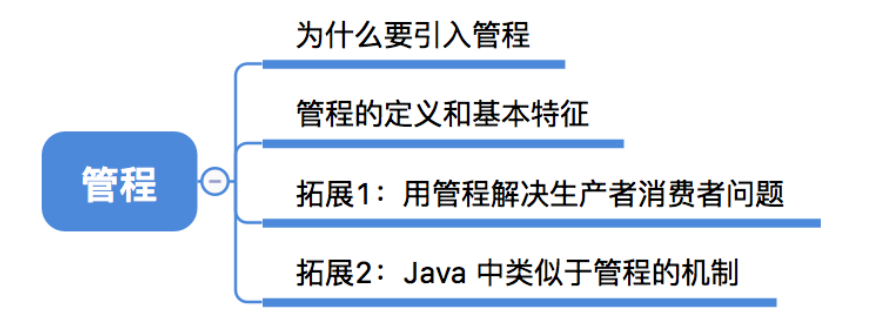 为什么要引入管程
管程的定义和基本特征
管程
拓展1：用管程解决生产者消费者问题
拓展2：Java 中类似于管程的机制